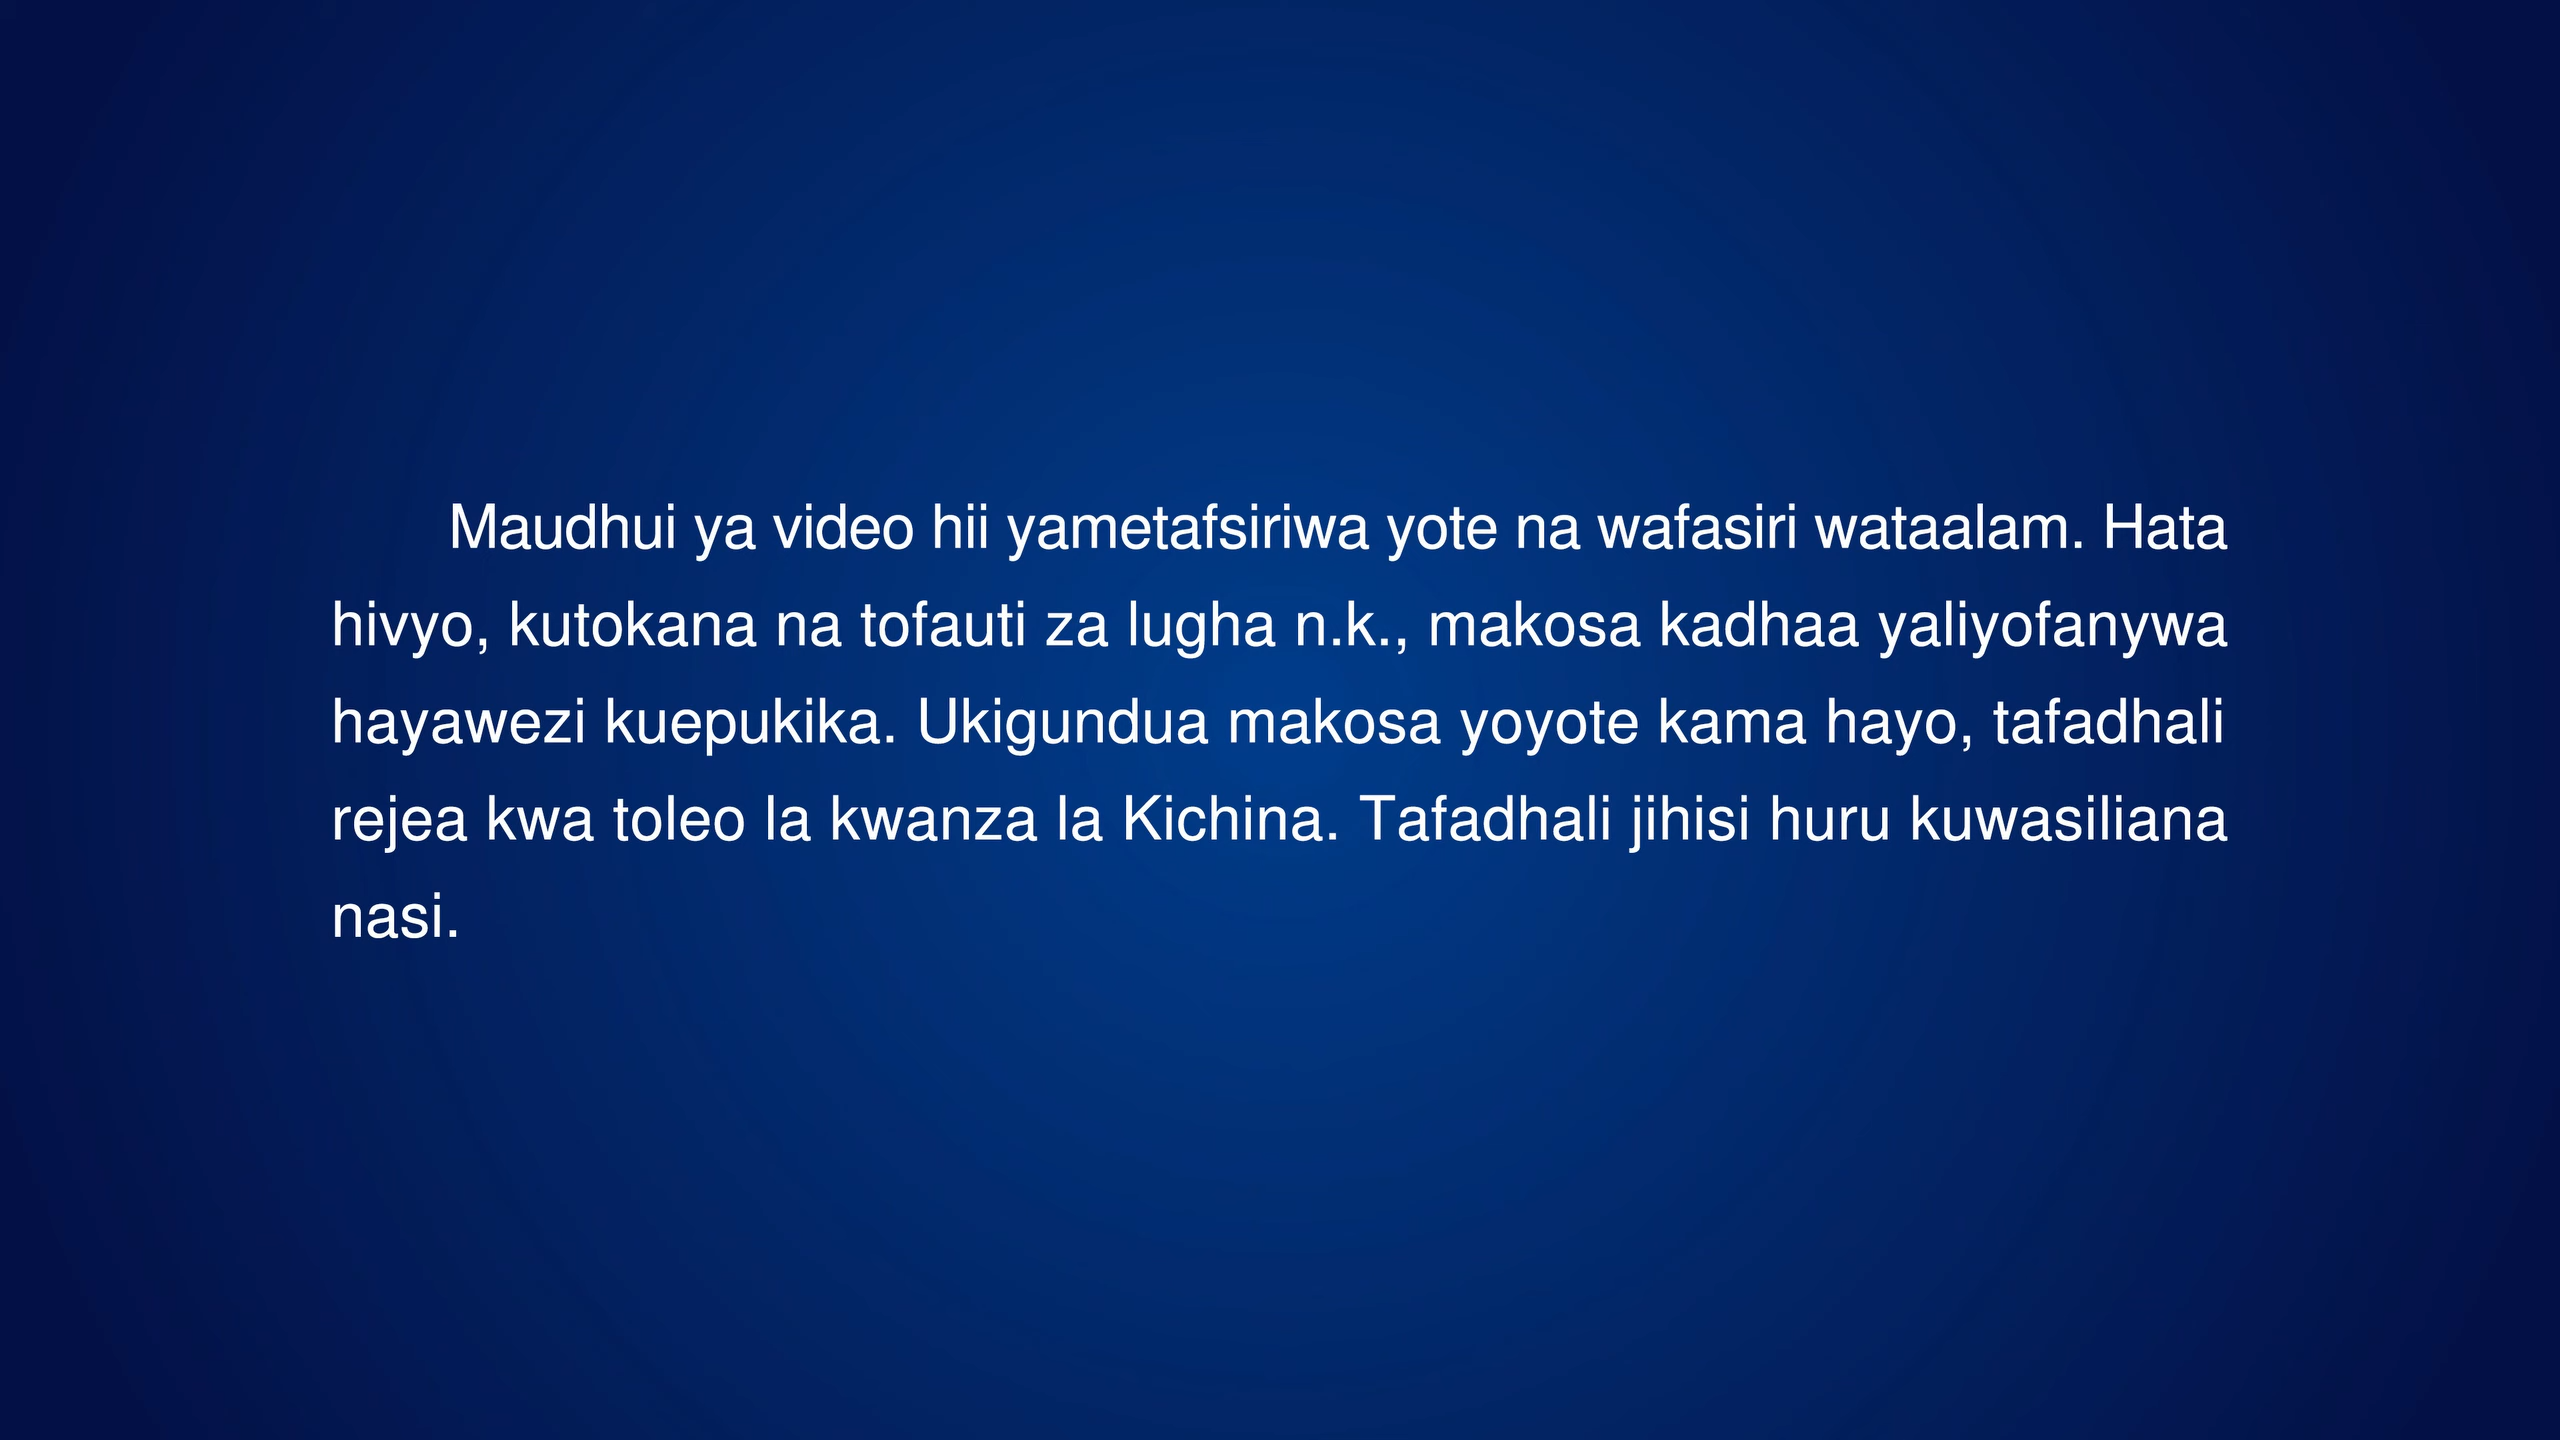 Maudhui ya video hii yametafsiriwa yote na wafasiri wataalam. Hata
hivyo, kutokana na tofauti za lugha n.k., makosa kadhaa yaliyofanywa
hayawezi kuepukika. Ukigundua makosa yoyote kama hayo, tafadhali
rejea kwa toleo la kwanza la Kichina. Tafadhali jihisi huru kuwasiliana
nasi.